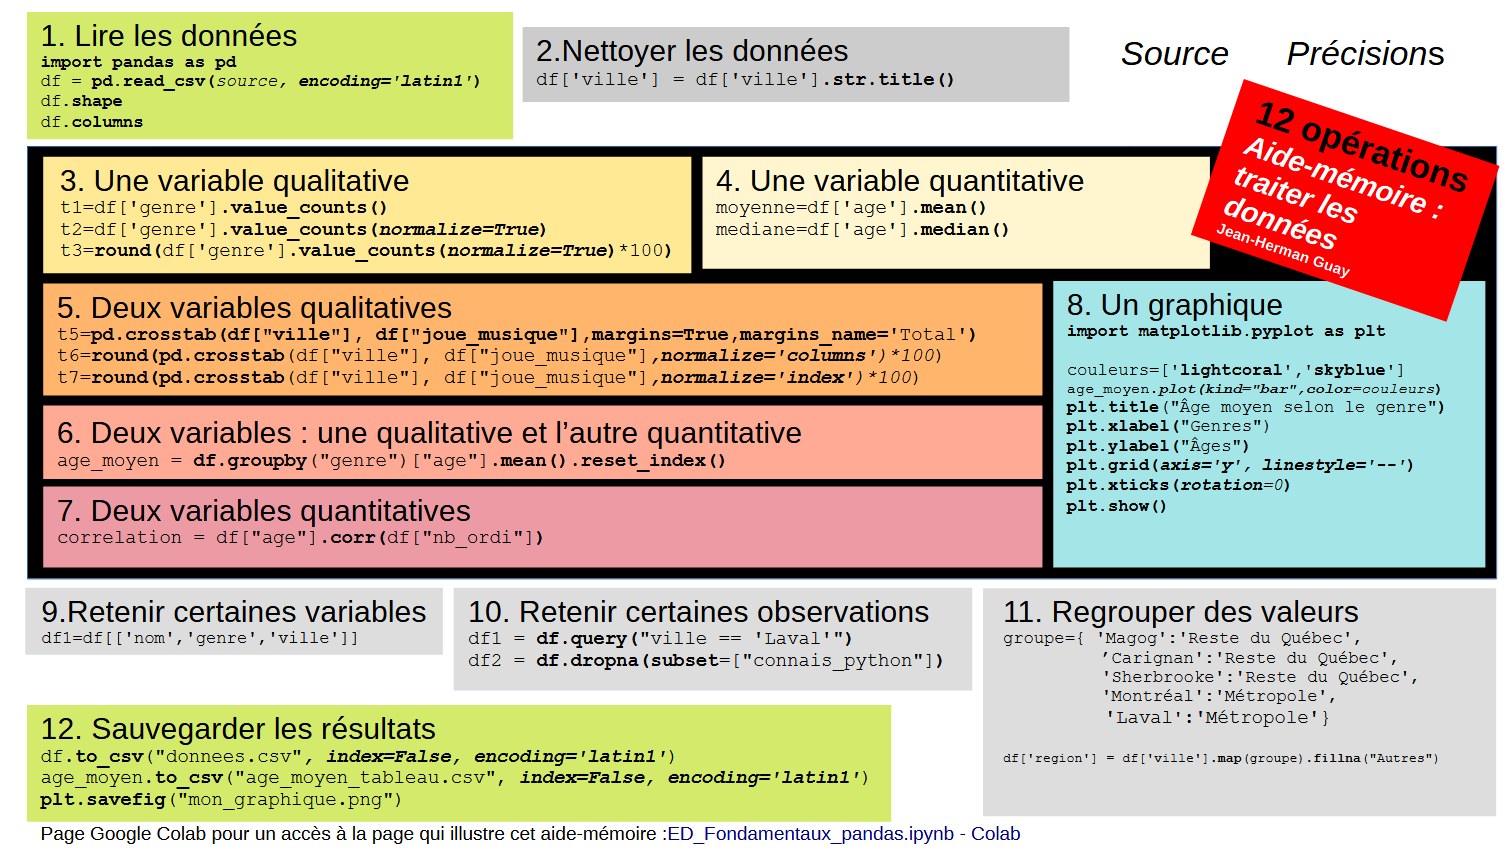 1. Lire les données
import pandas as pd
df = pd.read_csv(source, encoding='latin1')
df.shape
df.columns
2.Nettoyer les données
df['ville'] = df['ville'].str.title()
Source Précisions
12 opérations
Aide-mémoire :
traiter les
données
Jean-Herman Guay
3. Une variable qualitative
t1=df['genre'].value_counts()
t2=df['genre'].value_counts(normalize=True)
t3=round(df['genre'].value_counts(normalize=True)*100)
4. Une variable quantitative
moyenne=df['age'].mean()
mediane=df['age'].median()
5. Deux variables qualitatives
t5=pd.crosstab(df["ville"], df["joue_musique"],margins=True,margins_name='Total')
t6=round(pd.crosstab(df["ville"], df["joue_musique"],normalize='columns')*100)
t7=round(pd.crosstab(df["ville"], df["joue_musique"],normalize='index')*100)
6. Deux variables : une qualitative et l’autre quantitative
age_moyen = df.groupby("genre")["age"].mean().reset_index()
7. Deux variables quantitatives
correlation = df["age"].corr(df["nb_ordi"])
8. Un graphique
import matplotlib.pyplot as plt
couleurs=['lightcoral','skyblue']
age_moyen.plot(kind="bar",color=couleurs)
plt.title("Âge moyen selon le genre")
plt.xlabel("Genres")
plt.ylabel("Âges")
plt.grid(axis='y', linestyle='--')
plt.xticks(rotation=0)
plt.show()
9.Retenir certaines variables
df1=df[['nom','genre','ville']]
10. Retenir certaines observations
df1 = df.query("ville == 'Laval'")
df2 = df.dropna(subset=["connais_python"])
11. Regrouper des valeurs
groupe={ 'Magog':'Reste du Québec',
’Carignan':'Reste du Québec',
'Sherbrooke':'Reste du Québec',
'Montréal':'Métropole',
'Laval':'Métropole'}
df['region'] = df['ville'].map(groupe).fillna("Autres")
12. Sauvegarder les résultats
df.to_csv("donnees.csv", index=False, encoding='latin1')
age_moyen.to_csv("age_moyen_tableau.csv", index=False, encoding='latin1')
plt.savefig("mon_graphique.png")
Page Google Colab pour un accès à la page qui illustre cet aide-mémoire :ED_Fondamentaux_pandas.ipynb - Colab